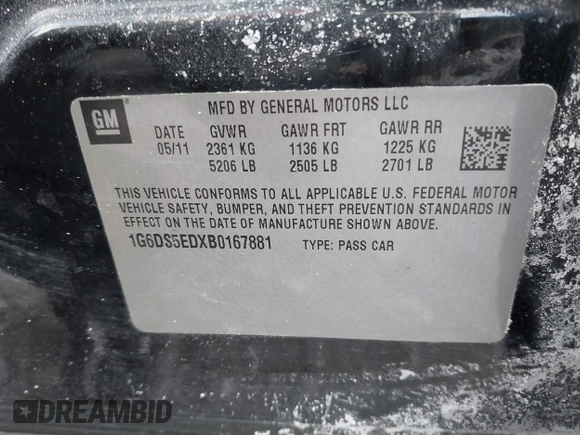 GM
MFD BY GENERAL MOTORS LLC
DATE GVWR GAWR FRT GAWR RR
05/11 2361 KG 1136 KG 1225 KG
5206 LB 2505 LB 2701 LB
THIS VEHICLE CONFORMS TO ALL APPLICABLE U.S. FEDERAL MOTOR
VEHICLE SAFETY, BUMPER, AND THEFT PREVENTION STANDARDS IN
EFFECT ON THE DATE OF MANUFACTURE SHOWN ABOVE.
1G6DS5EDXB0167881 TYPE: PASS CAR
DREAMBID